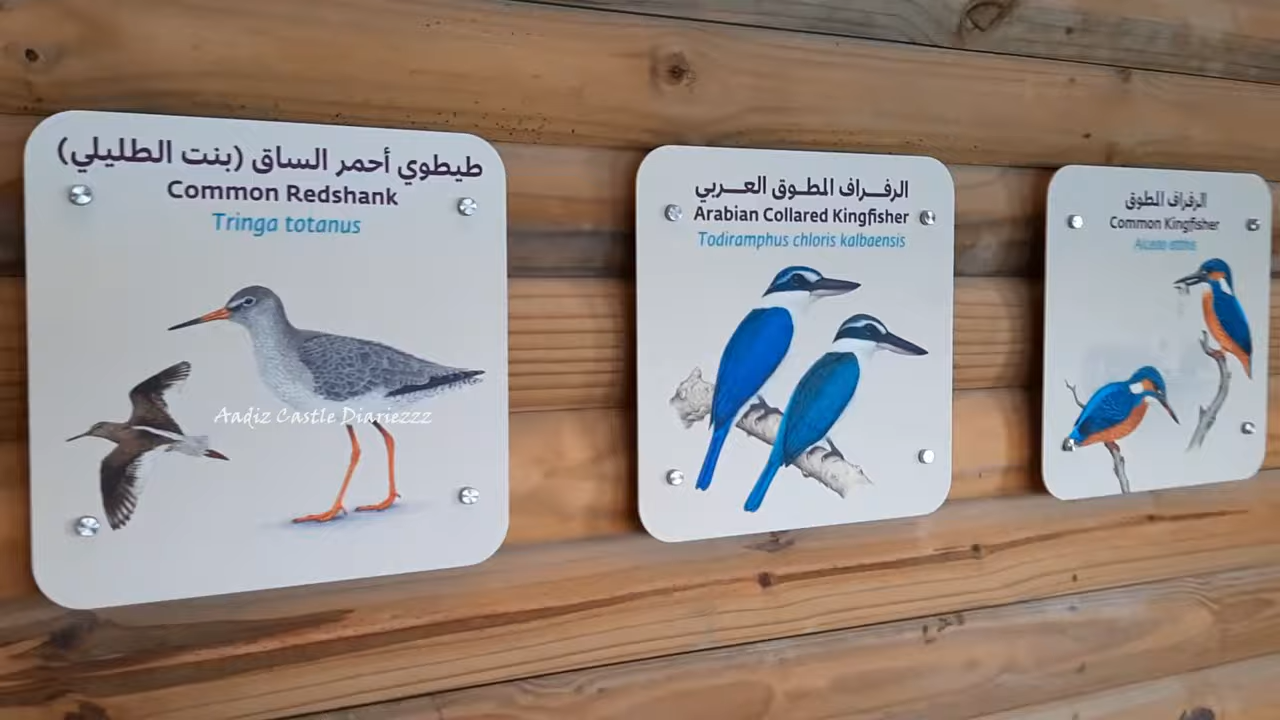 طيطوي أحمر الساق (بنت الطليلي)
Common Redshank
Tringa totanus
Aadiz Castle Diariezzz
الرفراف المطوق العربي
Arabian Collared Kingfisher
Todiramphus chloris kalbaensis
الرفراف المطوق
Common Kingfisher